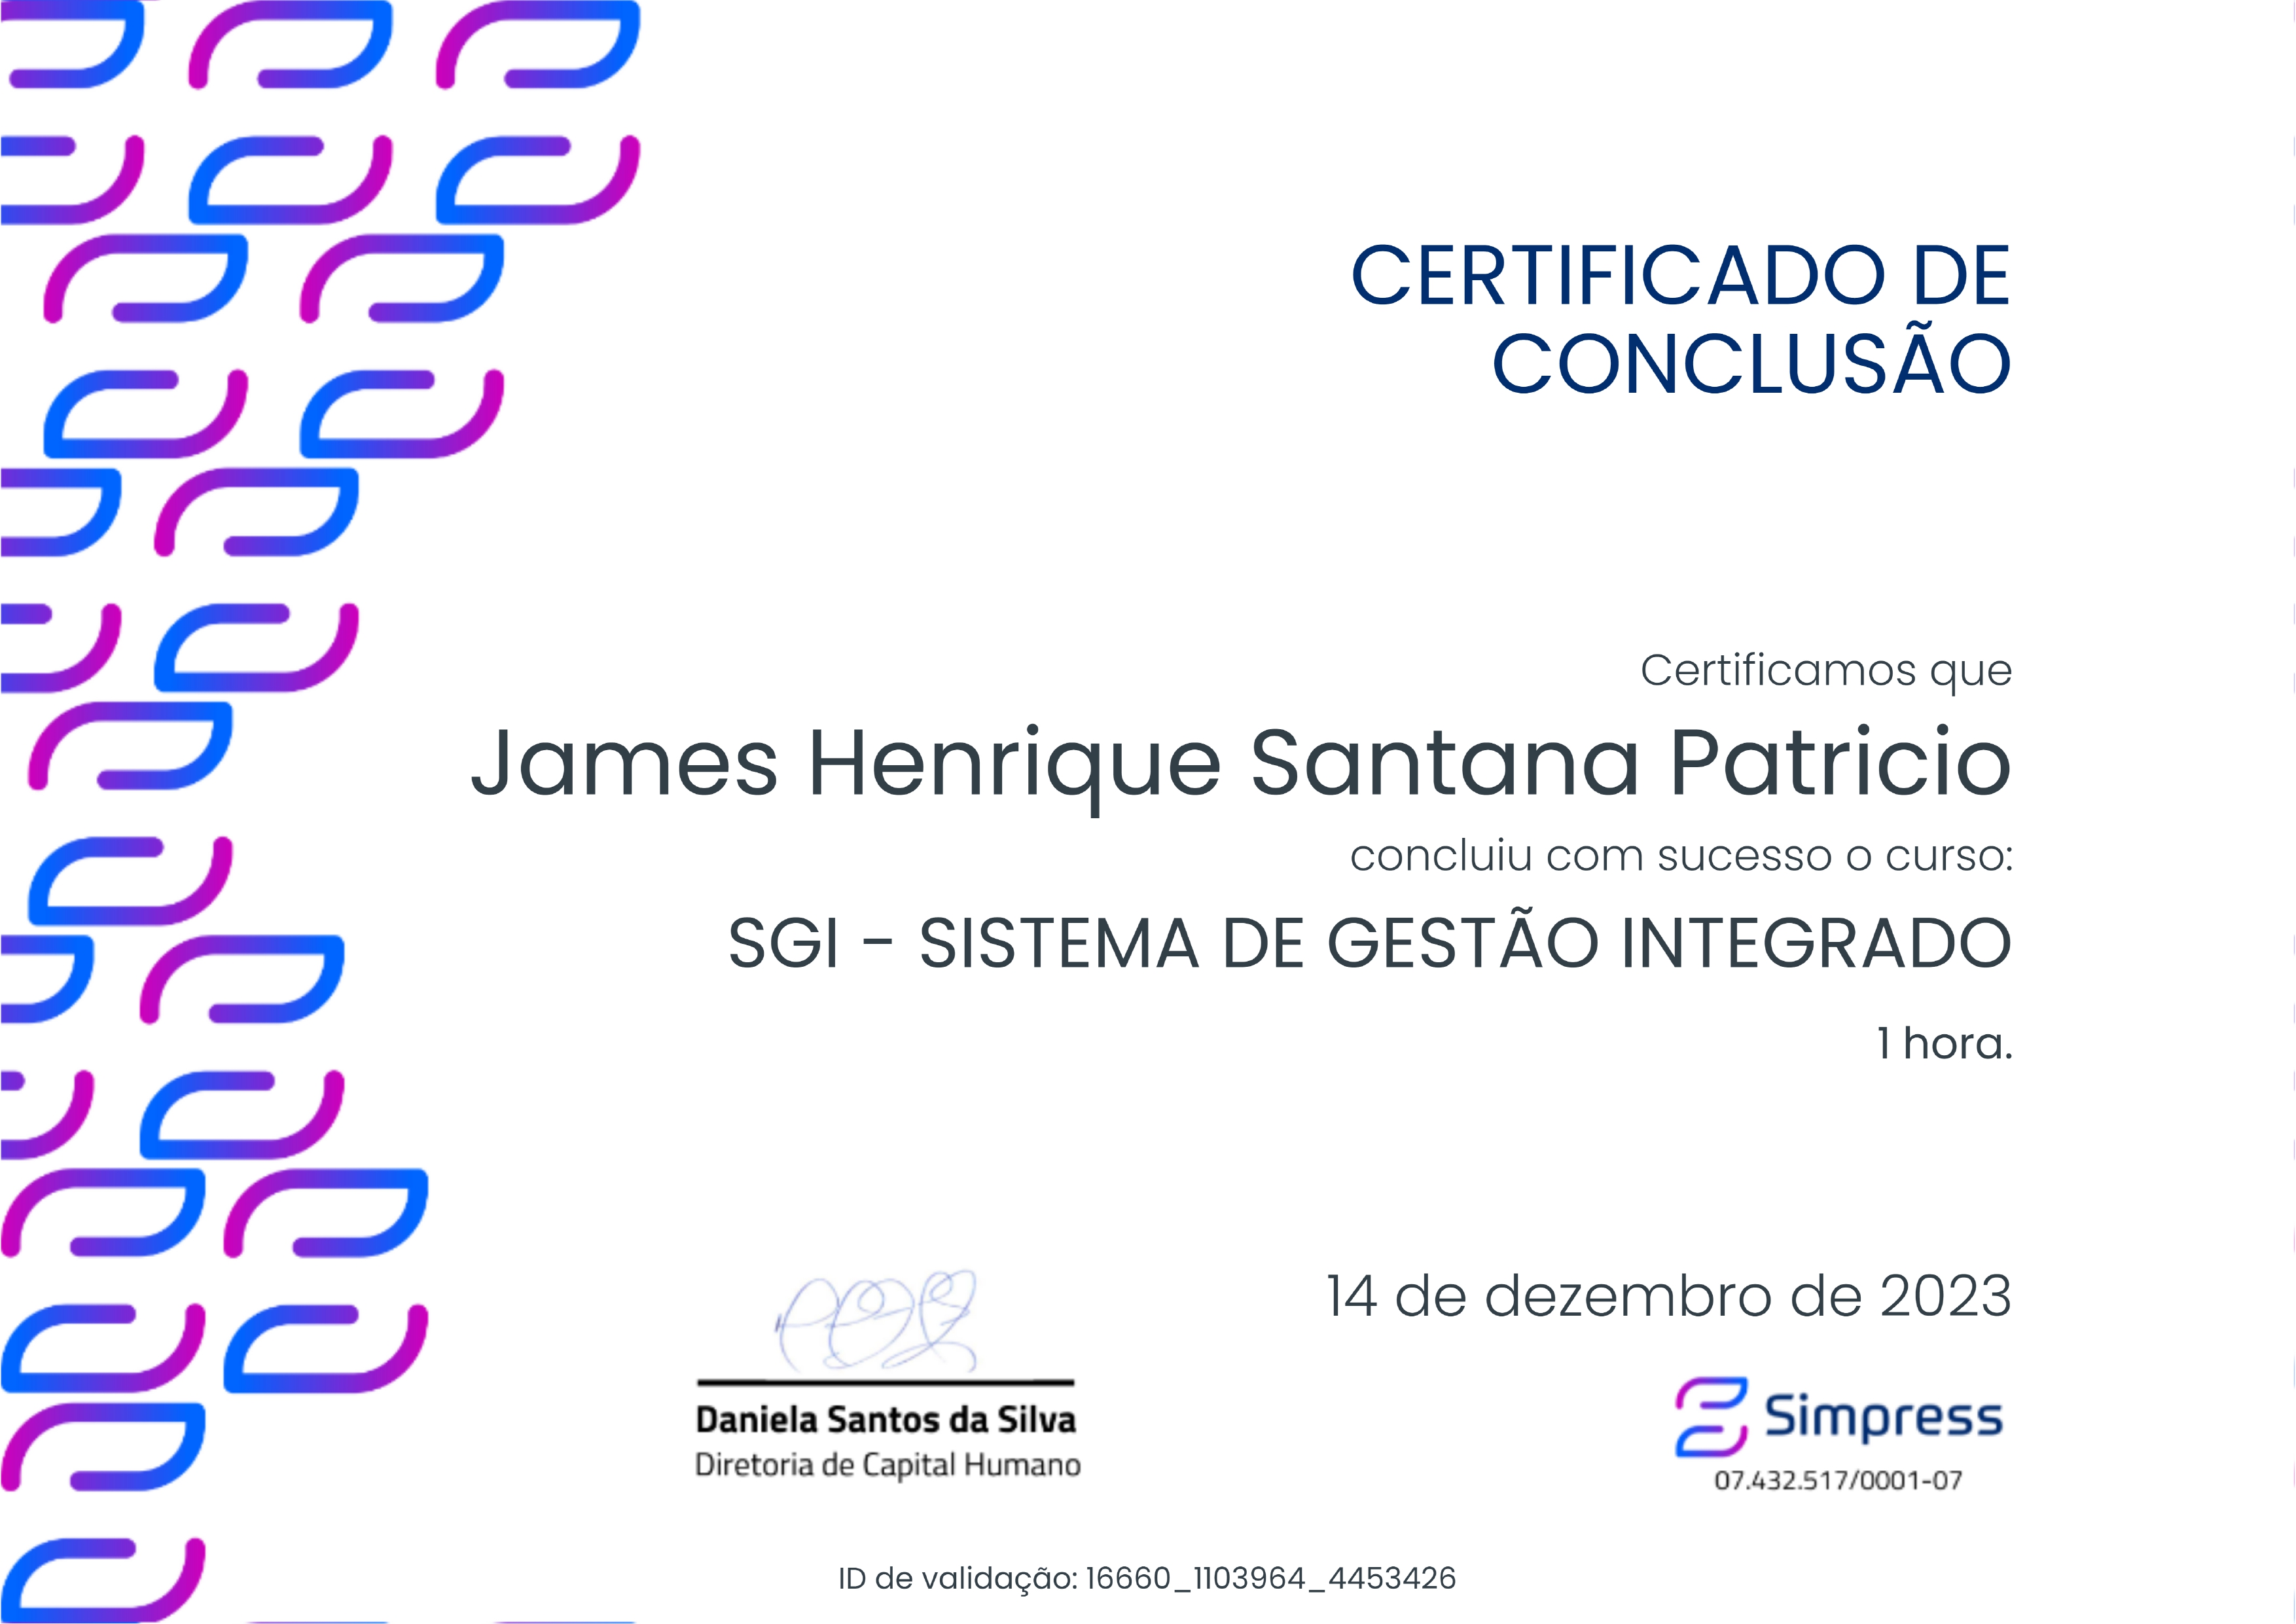 CERTIFICADO DE
CONCLUSÃO
Certificamos que
James Henrique Santana Patricio
concluiu com sucesso o curso:
SGI - SISTEMA DE GESTÃO INTEGRADO
1 hora.
14 de dezembro de 2023
Daniela Santos da Silva
Diretoria de Capital Humano
Simpress
07.432.517/0001-07
ID de validação: 16660_1103964_4453426